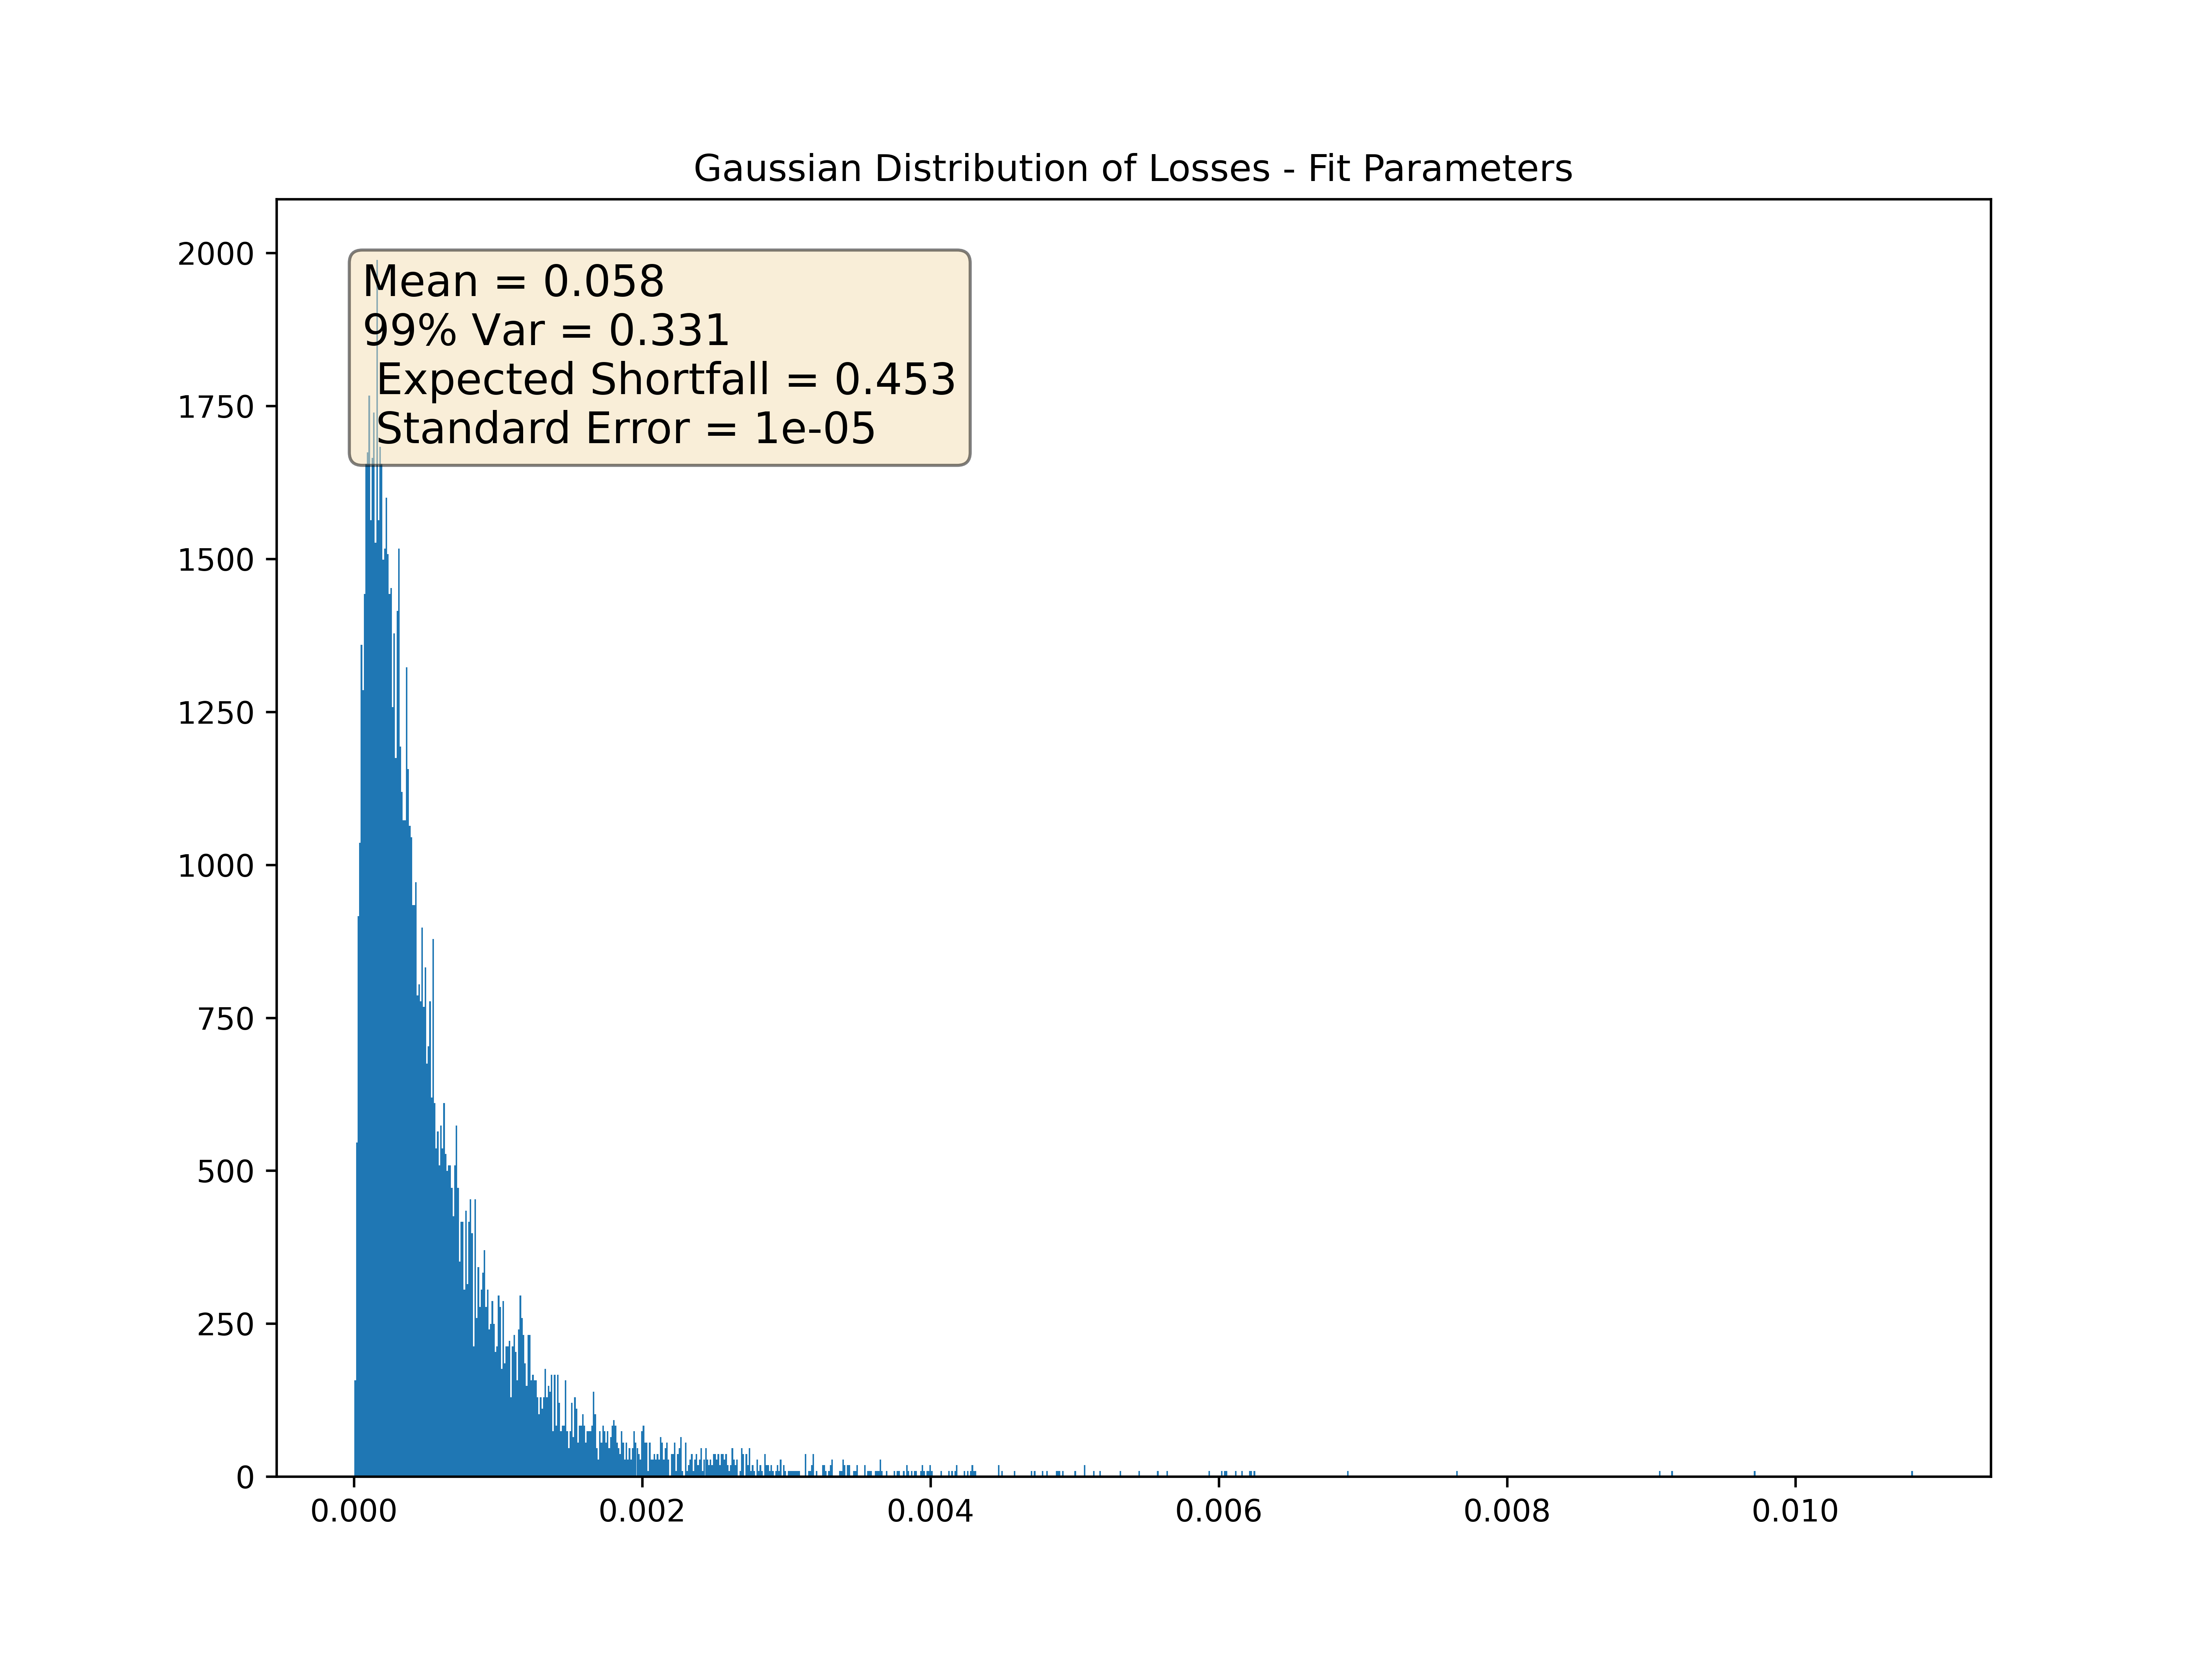 Gaussian Distribution of Losses - Fit Parameters
2000
1750
1500
1250
1000
750
500
250
0
Mean = 0.058
99% Var = 0.331
Expected Shortfall = 0.453
Standard Error = 1e-05
0.000 0.002 0.004 0.006 0.008 0.010